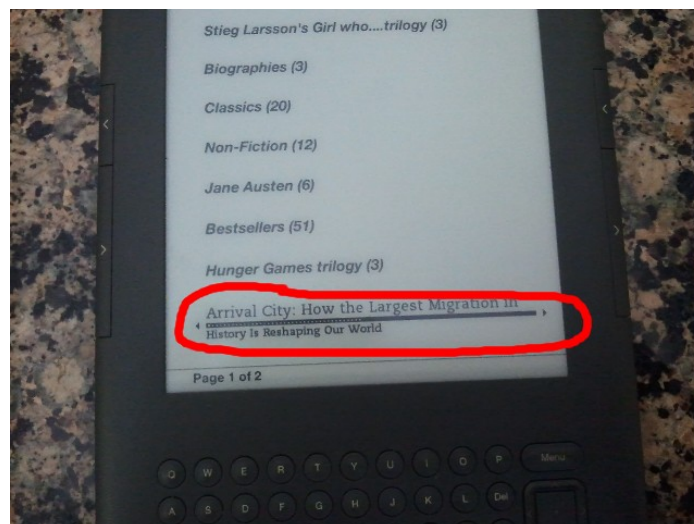 Stieg Larsson's Girl who....trilogy (3)
Biographies (3)
Classics (20)
Non-Fiction (12)
Jane Austen (6)
Bestsellers (51)
Hunger Games trilogy (3)
Arrival City: How the Largest Migration in
History Is Reshaping Our World
Page 1 of 2
Q W E R T Y U I O P Menu
A S D F G H J K L Del